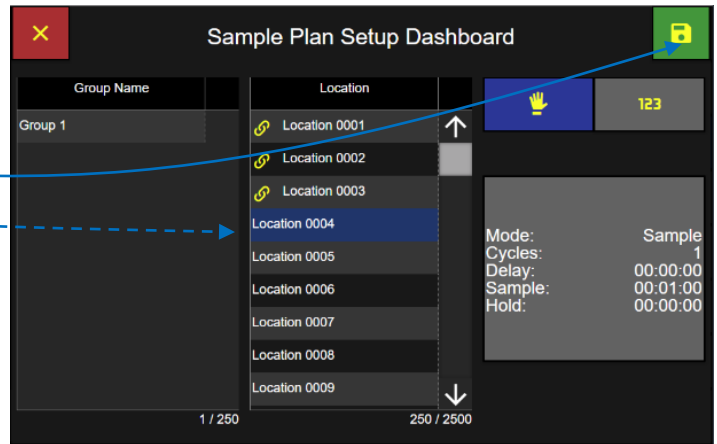 Sample Plan Setup Dashboard
Group Name
Location
123
Group 1
Location 0001
Location 0002
Location 0003
Location 0004
Location 0005
Location 0006
Location 0007
Location 0008
Location 0009
Mode: Sample
Cycles: 1
Delay: 00:00:00
Sample: 00:01:00
Hold: 00:00:00
1 / 250
250 / 2500